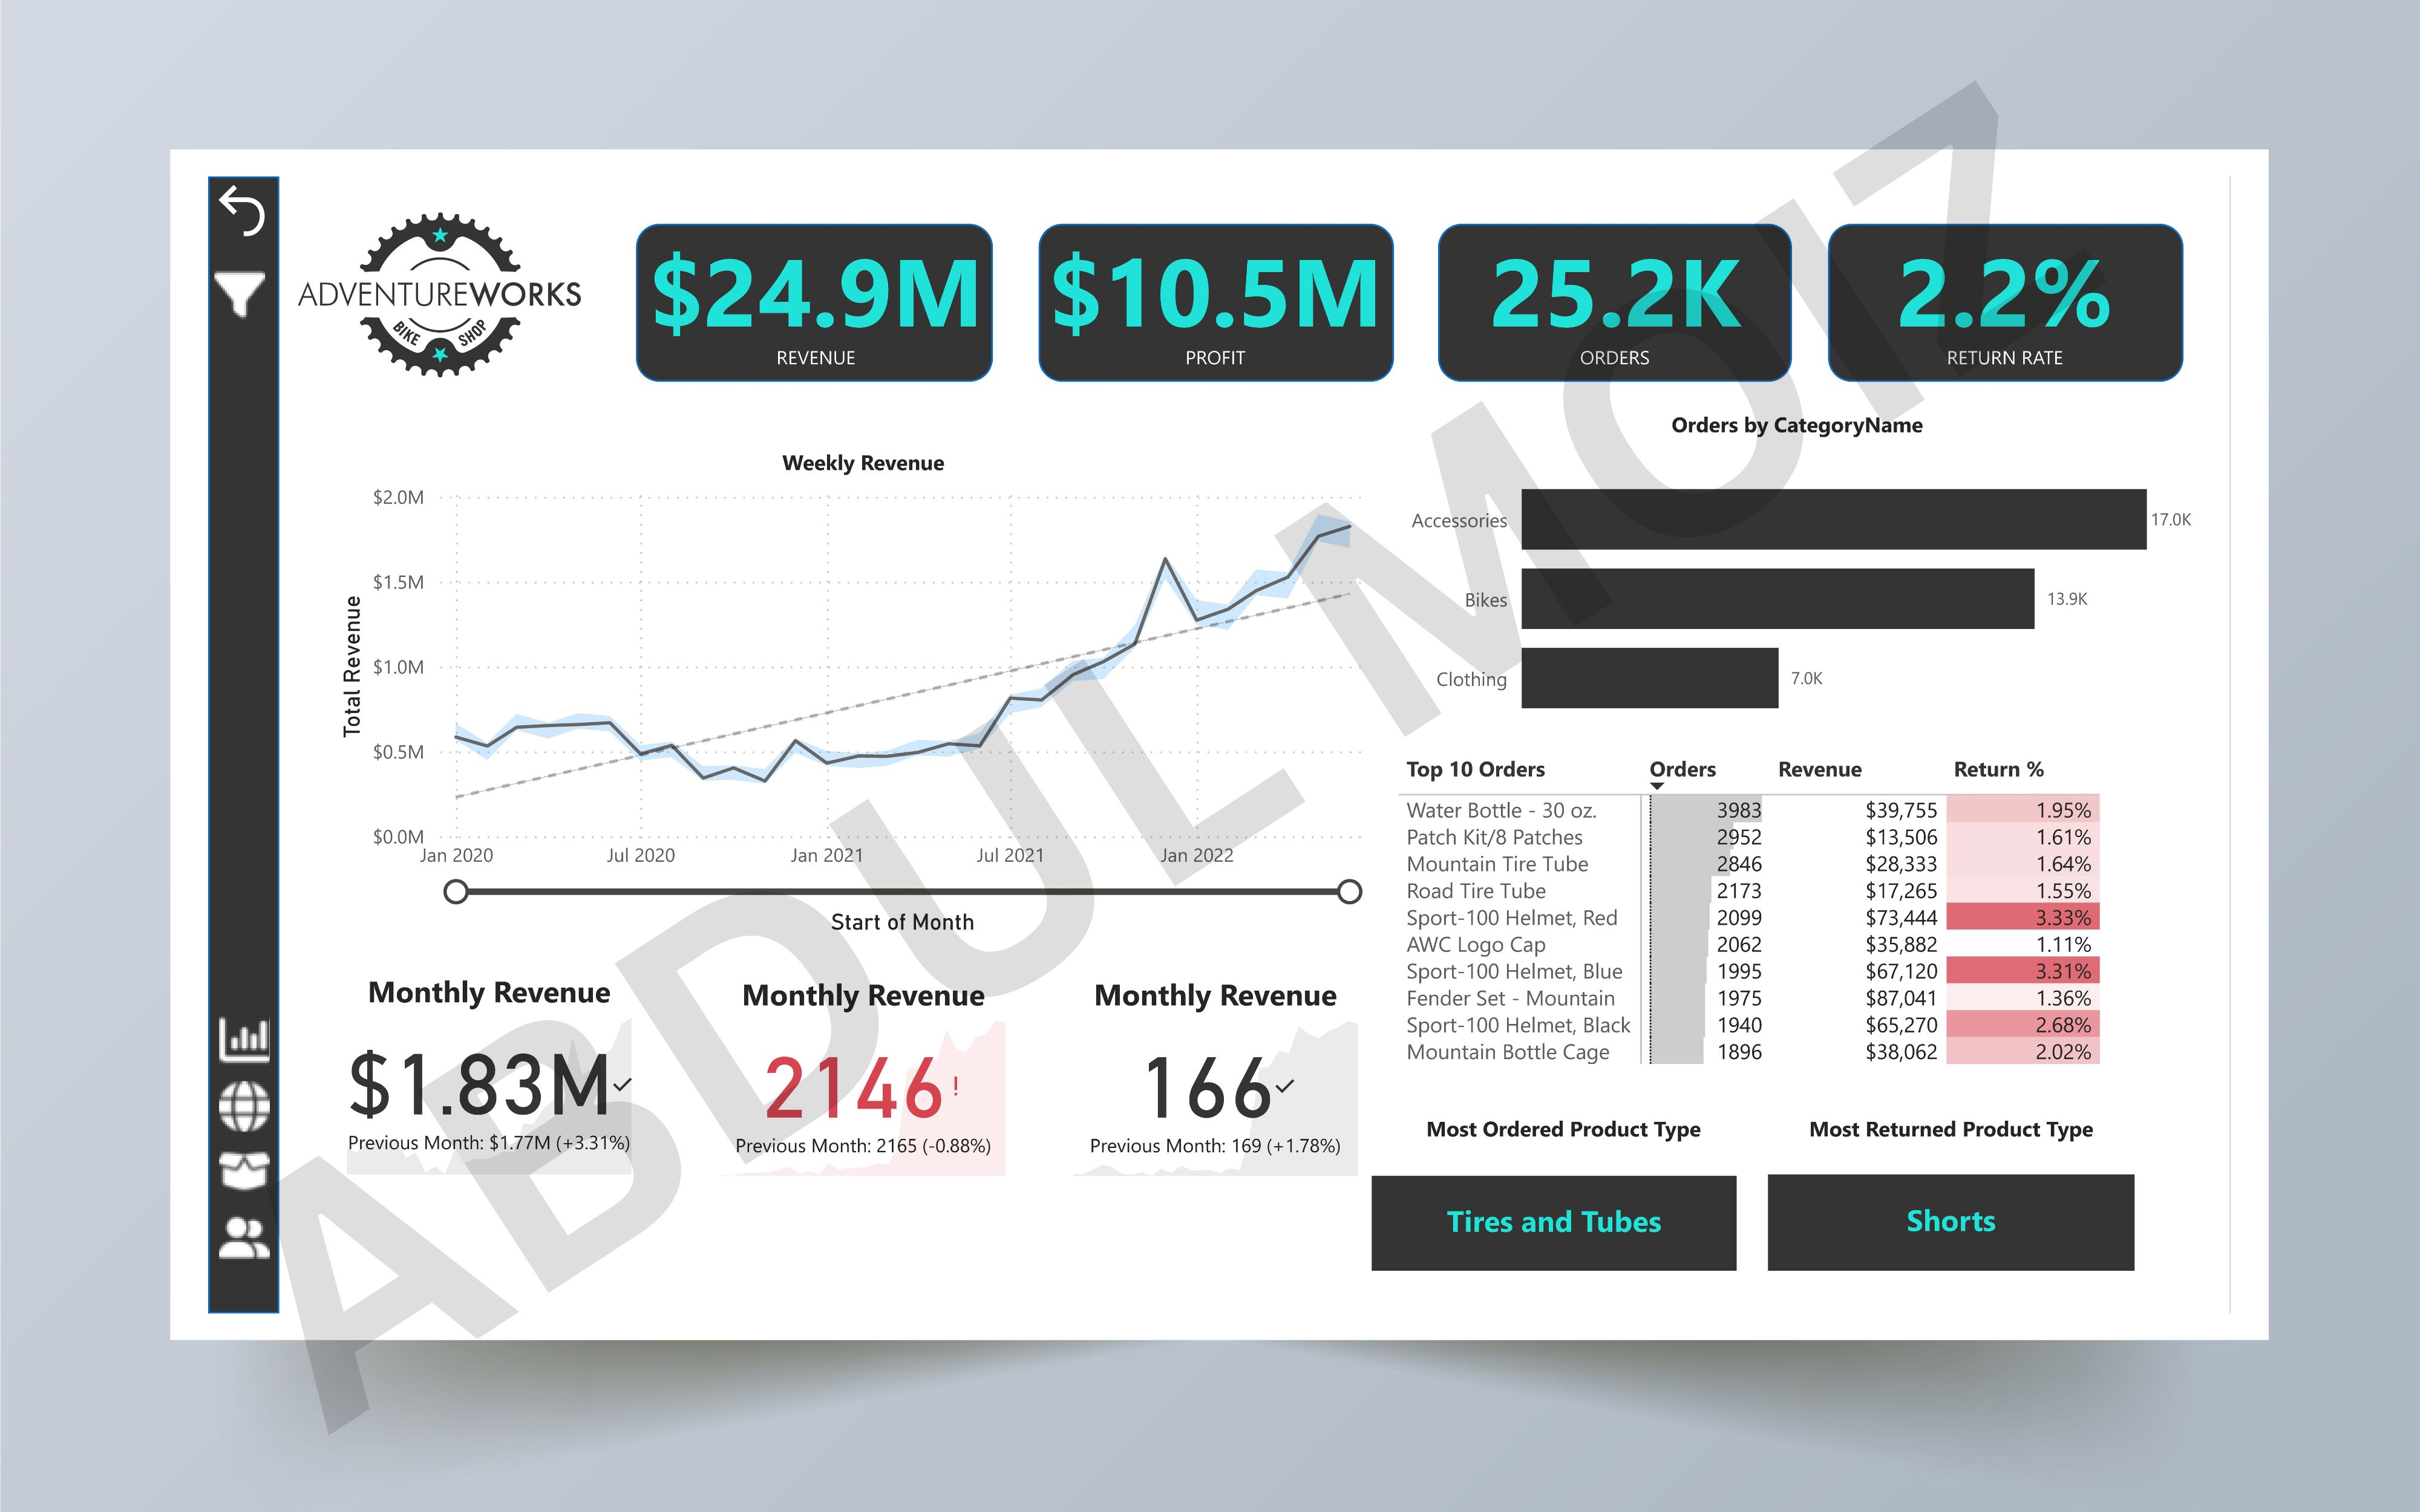 ADVENTUREWORKS
BIKE SHOP
$24.9M
REVENUE
$10.5M
PROFIT
25.2K
ORDERS
2.2%
RETURN RATE
Weekly Revenue
Total Revenue
$2.0M
$1.5M
$1.0M
$0.5M
$0.0M
Jan 2020 Jul 2020 Jan 2021 Jul 2021 Jan 2022
Start of Month
Orders by CategoryName
Accessories 17.0K
Bikes 13.9K
Clothing 7.0K
Top 10 Orders Orders Revenue Return %
Water Bottle - 30 oz. 3983 $39,755 1.95%
Patch Kit/8 Patches 2952 $13,506 1.61%
Mountain Tire Tube 2846 $28,333 1.64%
Road Tire Tube 2173 $17,265 1.55%
Sport-100 Helmet, Red 2099 $73,444 3.33%
AWC Logo Cap 2062 $35,882 1.11%
Sport-100 Helmet, Blue 1995 $67,120 3.31%
Fender Set - Mountain 1975 $87,041 1.36%
Sport-100 Helmet, Black 1940 $65,270 2.68%
Mountain Bottle Cage 1896 $38,062 2.02%
Monthly Revenue
$1.83M
Previous Month: $1.77M (+3.31%)
Monthly Revenue
2146!
Previous Month: 2165 (-0.88%)
Monthly Revenue
166
Previous Month: 169 (+1.78%)
Most Ordered Product Type
Tires and Tubes
Most Returned Product Type
Shorts
ABDUL MOIZ